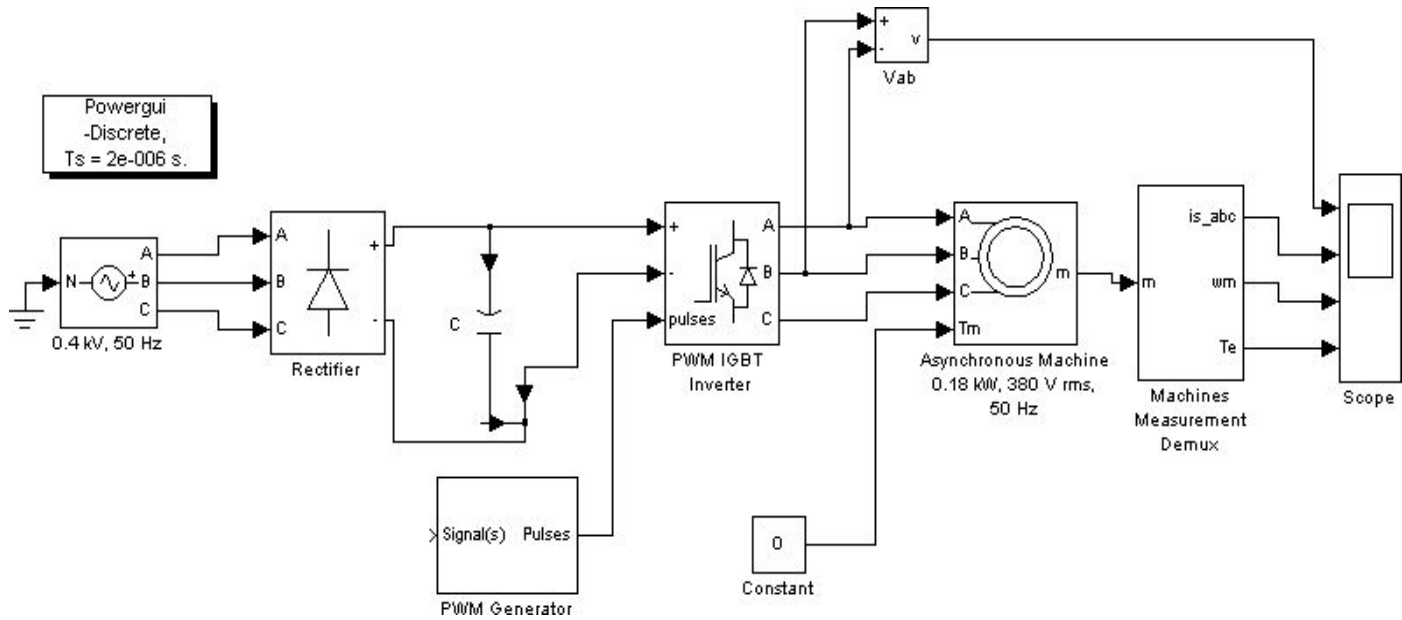 +
v
-
Vab
Powergui
-Discrete,
Ts = 2e-006 s.
N
+
A
B
C
0.4 kV, 50 Hz
A
B
C
+
-
Rectifier
C
+
-
pulses
A
B
C
PWM IGBT
Inverter
A
B
C
Tm
m
Asynchronous Machine
0.18 kW, 380 V rms,
50 Hz
m
is_abc
wm
Te
Machines
Measurement
Demux
Scope
Signal(s) Pulses
PWM Generator
0
Constant